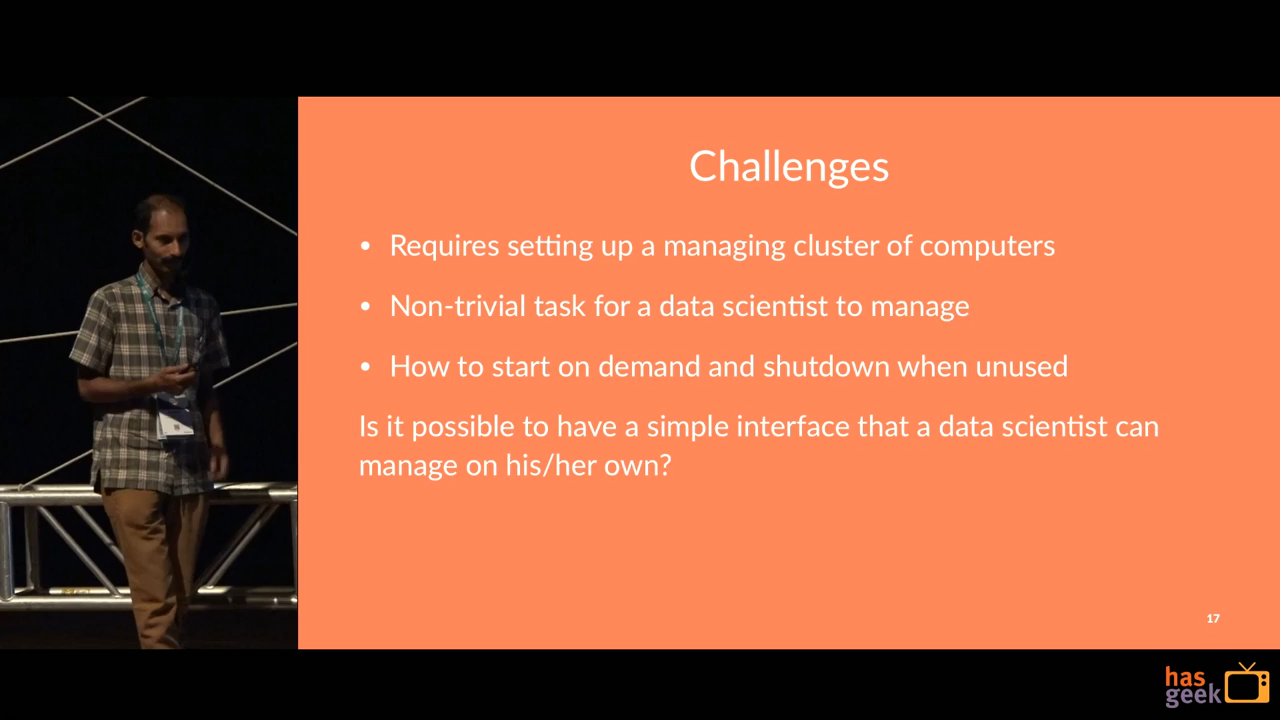 Challenges
• Requires setting up a managing cluster of computers
• Non-trivial task for a data scientist to manage
• How to start on demand and shutdown when unused
Is it possible to have a simple interface that a data scientist can
manage on his/her own?
17
has
geek